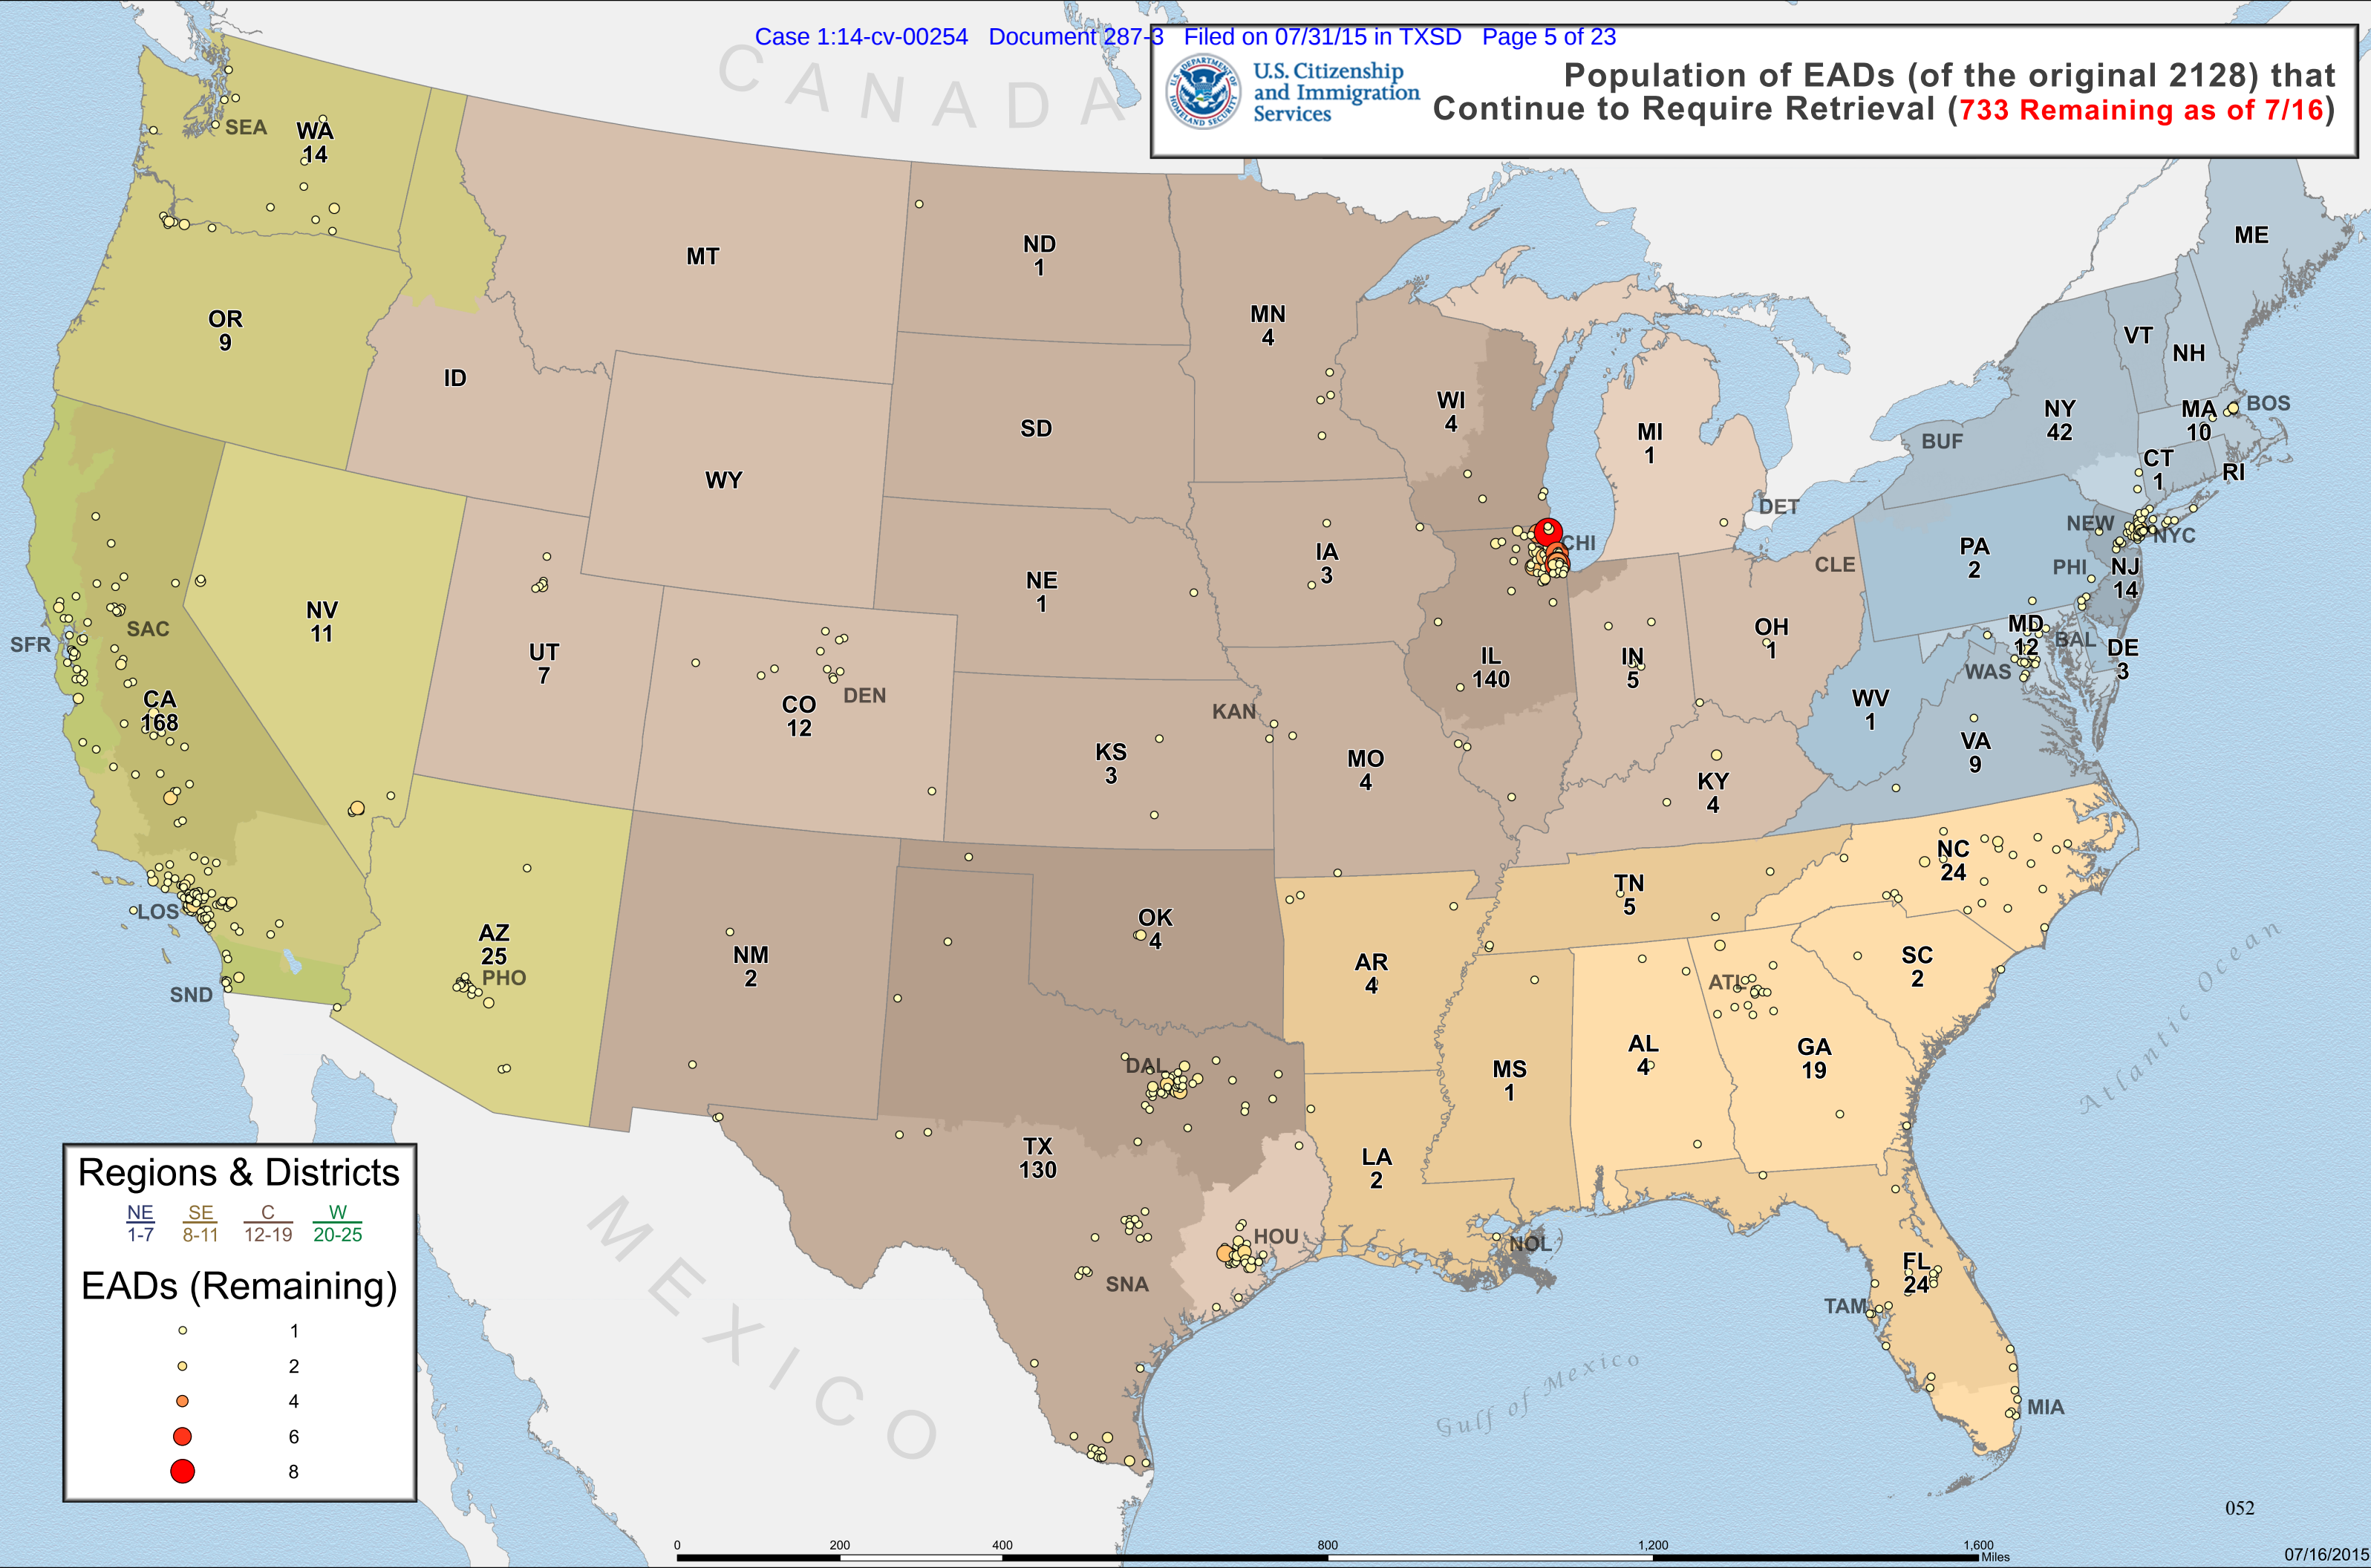 Case 1:14-cv-00254 Document 287-3 Filed on 07/31/15 in TXSD Page 5 of 23
U.S. Citizenship
and Immigration
Services
U.S. DEPARTMENT OF
HOMELAND SECURITY
Population of EADs (of the original 2128) that
Continue to Require Retrieval (733 Remaining as of 7/16)
CANADA
SEA
WA
14
OR
9
ID
MT
WY
ND
1
SD
NE
1
MN
4
WI
4
MI
1
IA
3
CHI
DET
CLE
BUF
ME
VT
NH
NY
42
MA
10
BOS
CT
1
RI
NEW
NYC
PA
2
PHI
NJ
14
MD
12
BAL
DE
3
WAS
WV
1
VA
9
OH
1
IN
5
IL
140
KY
4
MO
4
KAN
KS
3
CO
12
DEN
UT
7
NV
11
SAC
SFR
CA
168
LOS
SND
AZ
25
PHO
NM
2
OK
4
AR
4
TN
5
NC
24
SC
2
ATL
GA
19
AL
4
MS
1
LA
2
NOL
DAL
TX
130
HOU
SNA
FL
24
TAM
MIA
MEXICO
Gulf of Mexico
Atlantic Ocean
Regions & Districts
NE SE C W
1-7 8-11 12-19 20-25
EADs (Remaining)
1
2
4
6
8
0 200 400 800 1,200 1,600
Miles
052
07/16/2015